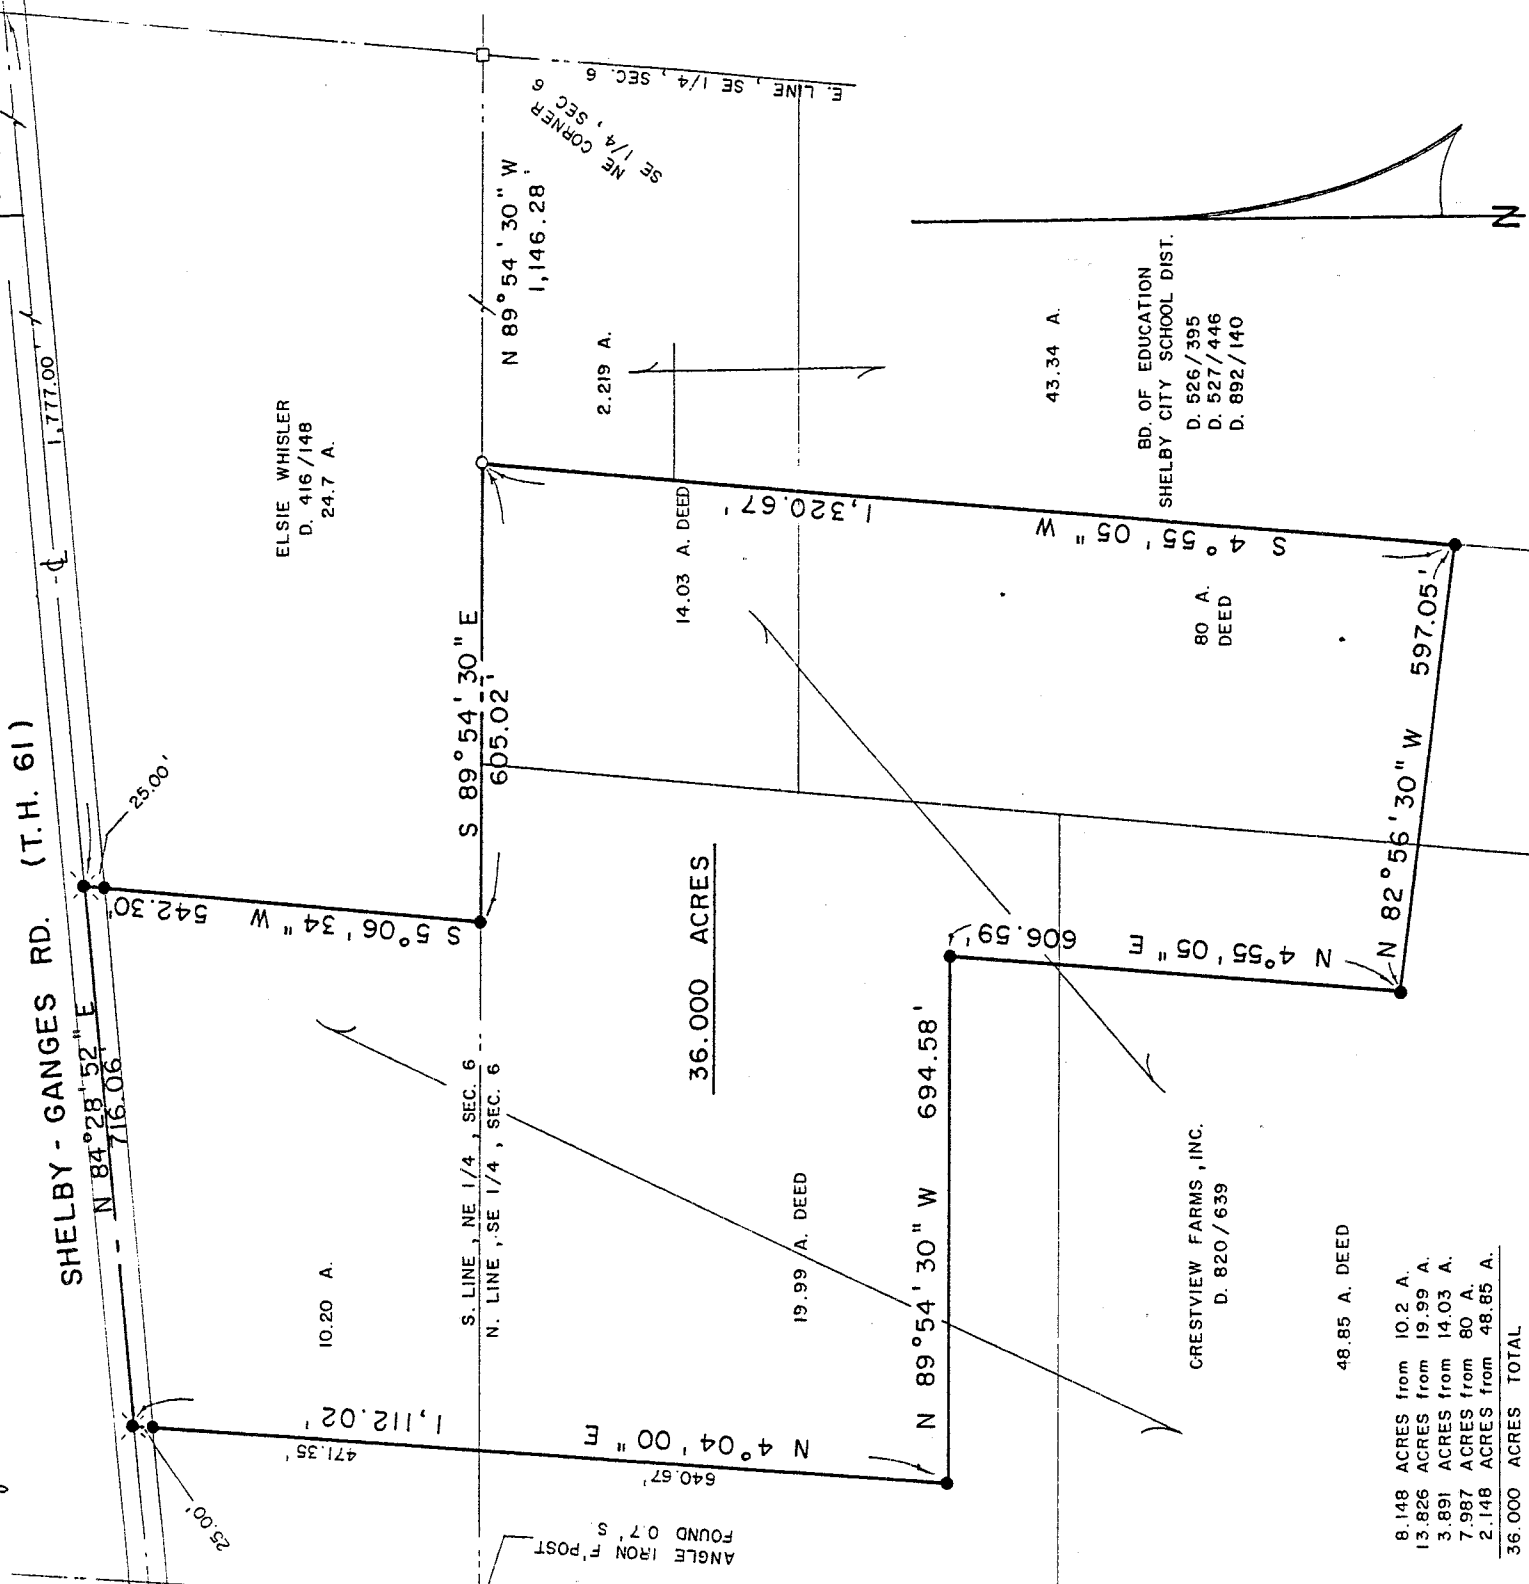 SHELBY - GANGES RD. (T.H. 61)
N 84°28'52" E
716.06'
1,777.00'
25.00'
25.00'
ELSIE WHISLER
D. 416/148
24.7 A.
S 5°06'34" W 542.30'
S 89°54'30" E
605.02'
N 89°54'30" W
1,146.28'
NE CORNER
SE 1/4, SEC 6
E. LINE, SE 1/4, SEC. 6
2.219 A.
43.34 A.
BD. OF EDUCATION
SHELBY CITY SCHOOL DIST.
D. 526/395
D. 527/446
D. 892/140
N
S 4°55'05" W 1,320.67'
14.03 A. DEED
80 A.
DEED
N 82°56'30" W 597.05'
N 4°55'05" E 606.59'
36.000 ACRES
N 89°54'30" W 694.58'
10.20 A.
S. LINE, NE 1/4, SEC. 6
N. LINE, SE 1/4, SEC. 6
19.99 A. DEED
N 4°04'00" E 1,112.02'
471.35'
640.67'
ANGLE IRON F'POST
FOUND 0.7' S.
CRESTVIEW FARMS, INC.
D. 820/639
48.85 A. DEED
8.148 ACRES from 10.2 A.
13.826 ACRES from 19.99 A.
3.891 ACRES from 14.03 A.
7.987 ACRES from 80 A.
2.148 ACRES from 48.85 A.
36.000 ACRES TOTAL